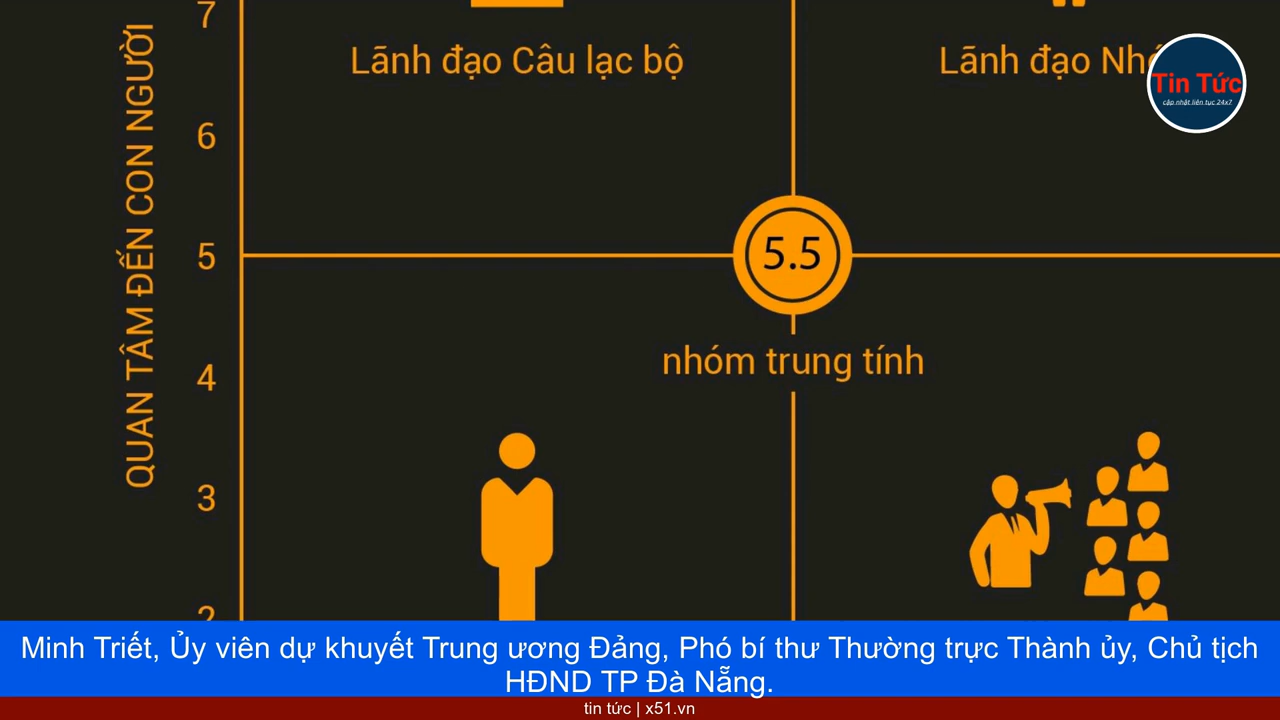 7
Lãnh đạo Câu lạc bộ
Lãnh đạo
Tin Tức
cập nhật liên tục 24x7
QUAN TÂM ĐẾN CON NGƯỜI
6
5
5.5
nhóm trung tính
4
3
2
Minh Triết, Ủy viên dự khuyết Trung ương Đảng, Phó bí thư Thường trực Thành ủy, Chủ tịch
HĐND TP Đà Nẵng.
tin tức | x51.vn